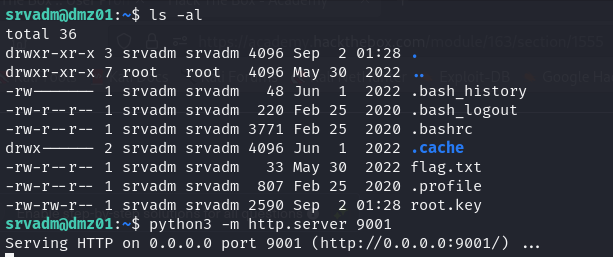 srvadm@dmz01:~$ ls -al
total 36
drwxr-xr-x 3 srvadm srvadm 4096 Sep  2 01:28 .
drwxr-xr-x 4 root   root   4096 May 30  2022 ..
-rw------- 1 srvadm srvadm   48 Jun  1  2022 .bash_history
-rw-r--r-- 1 srvadm srvadm  220 Feb 25  2020 .bash_logout
-rw-r--r-- 1 srvadm srvadm 3771 Feb 25  2020 .bashrc
drwx------ 2 srvadm srvadm 4096 Jun  1  2022 .cache
-rw-r--r-- 1 srvadm srvadm   33 May 30  2022 flag.txt
-rw-r--r-- 1 srvadm srvadm  807 Feb 25  2020 .profile
-rw-rw-r-- 1 srvadm srvadm 2590 Sep  2 01:28 root.key
srvadm@dmz01:~$ python3 -m http.server 9001
Serving HTTP on 0.0.0.0 port 9001 (http://0.0.0.0:9001/) ...